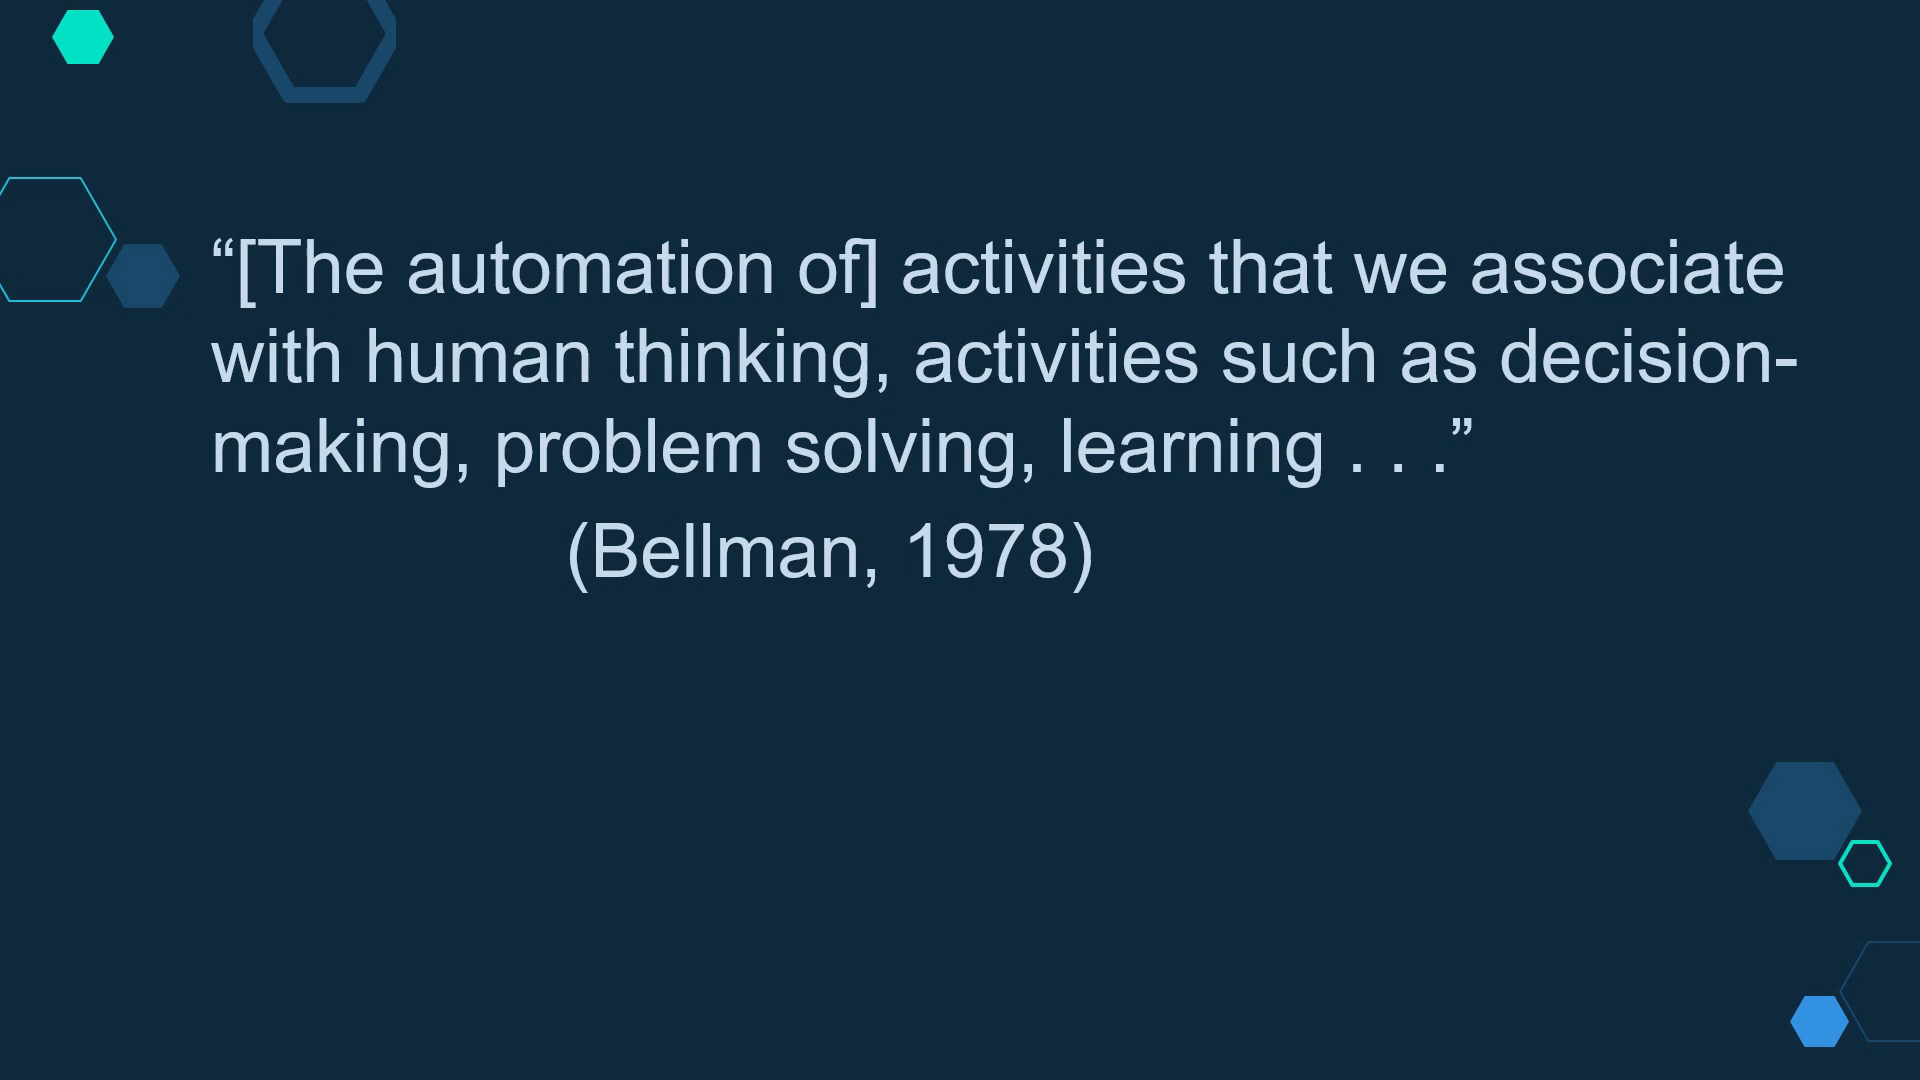 “[The automation of] activities that we associate
with human thinking, activities such as decision-
making, problem solving, learning . . .”
(Bellman, 1978)